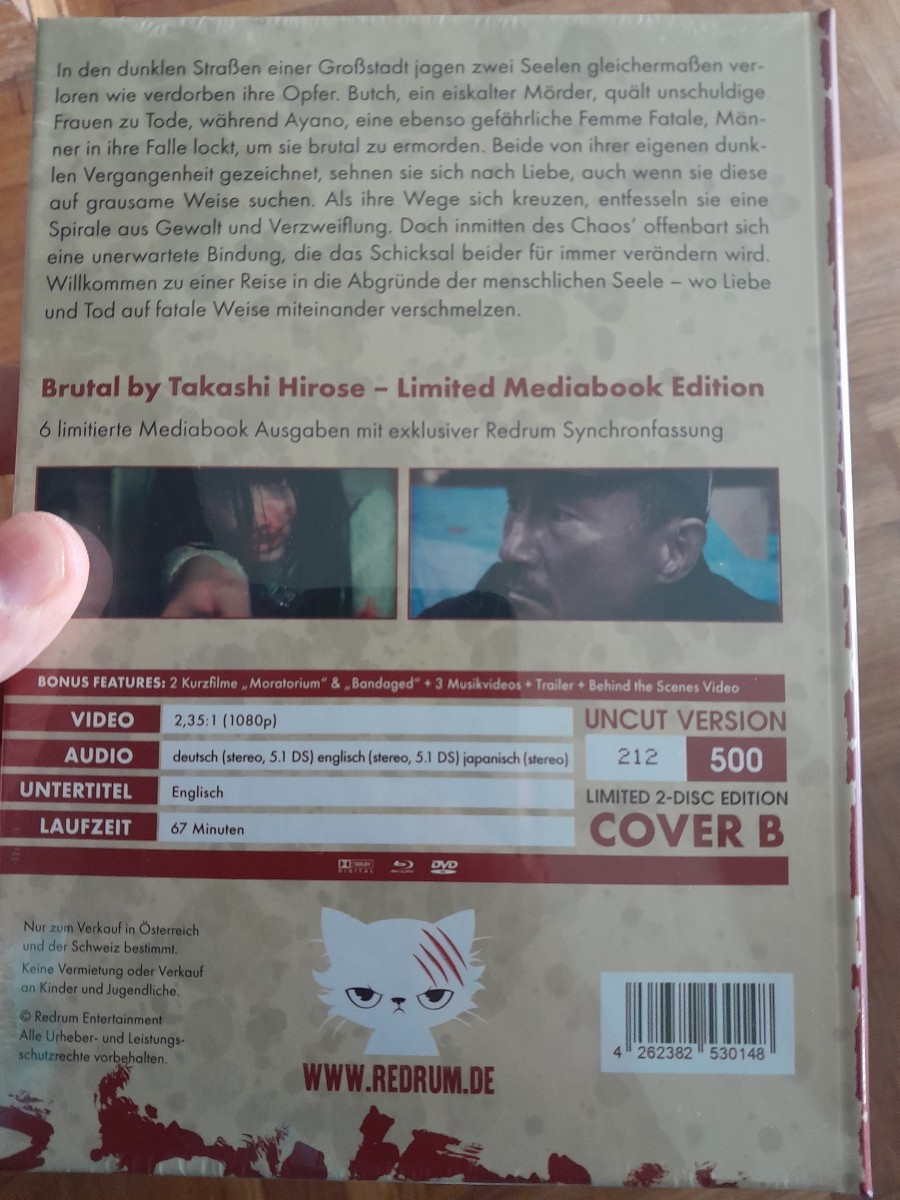 In den dunklen Straßen einer Großstadt jagen zwei Seelen gleichermaßen ver-
loren wie verdorben ihre Opfer. Butch, ein eiskalter Mörder, quält unschuldige
Frauen zu Tode, während Ayano, eine ebenso gefährliche Femme Fatale, Män-
ner in ihre Falle lockt, um sie brutal zu ermorden. Beide von ihrer eigenen dunk-
len Vergangenheit gezeichnet, sehnen sie sich nach Liebe, auch wenn sie diese
auf grausame Weise suchen. Als ihre Wege sich kreuzen, entfesseln sie eine
Spirale aus Gewalt und Verzweiflung. Doch inmitten des Chaos' offenbart sich
eine unerwartete Bindung, die das Schicksal beider für immer verändern wird.
Willkommen zu einer Reise in die Abgründe der menschlichen Seele – wo Liebe
und Tod auf fatale Weise miteinander verschmelzen.
Brutal by Takashi Hirose – Limited Mediabook Edition
6 limitierte Mediabook Ausgaben mit exklusiver Redrum Synchronfassung
BONUS FEATURES: 2 Kurzfilme „Moratorium" & „Bandaged" + 3 Musikvideos + Trailer + Behind the Scenes Video
VIDEO 2,35:1 (1080p)
AUDIO deutsch (stereo, 5.1 DS) englisch (stereo, 5.1 DS) japanisch (stereo)
UNTERTITEL Englisch
LAUFZEIT 67 Minuten
UNCUT VERSION
212 500
LIMITED 2-DISC EDITION
COVER B
DOLBY DIGITAL Blu-ray DVD
Nur zum Verkauf in Österreich
und der Schweiz bestimmt.
Keine Vermietung oder Verkauf
an Kinder und Jugendliche.
© Redrum Entertainment
Alle Urheber- und Leistungs-
schutzrechte vorbehalten.
WWW.REDRUM.DE
4 262382 530148